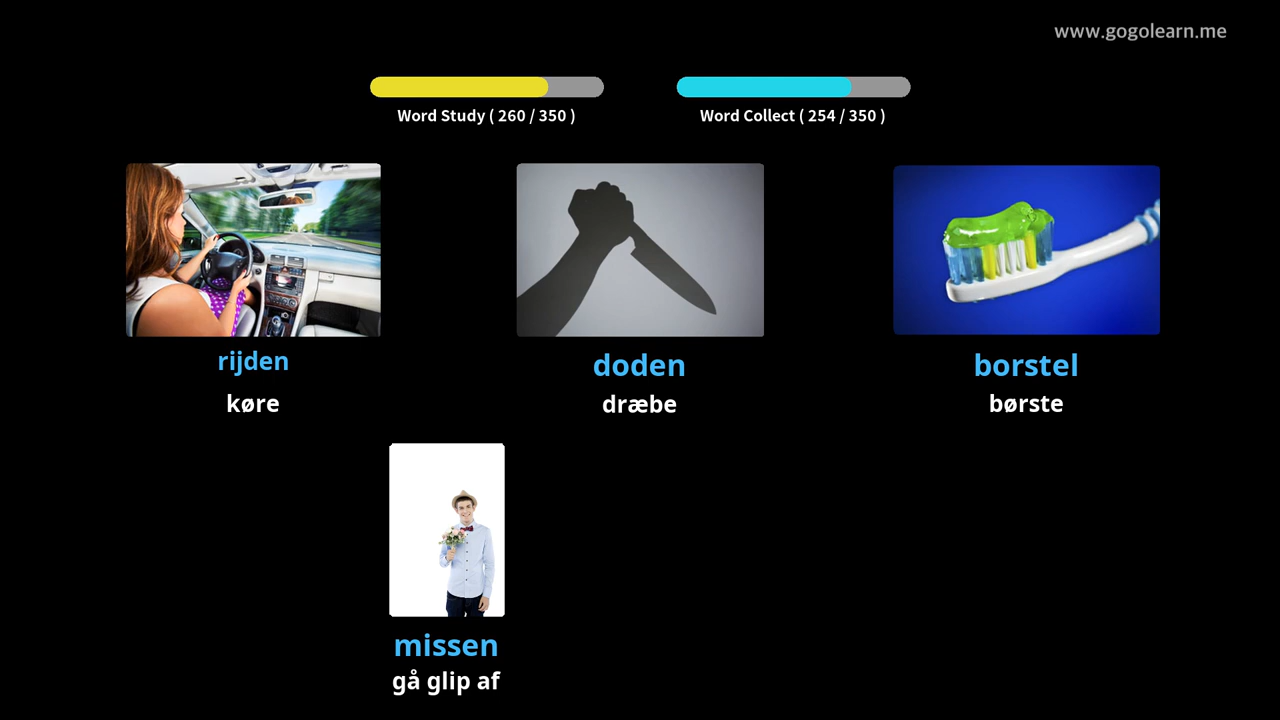 www.gogolearn.me
Word Study ( 260 / 350 )
Word Collect ( 254 / 350 )
rijden
køre
doden
dræbe
borstel
børste
missen
gå glip af